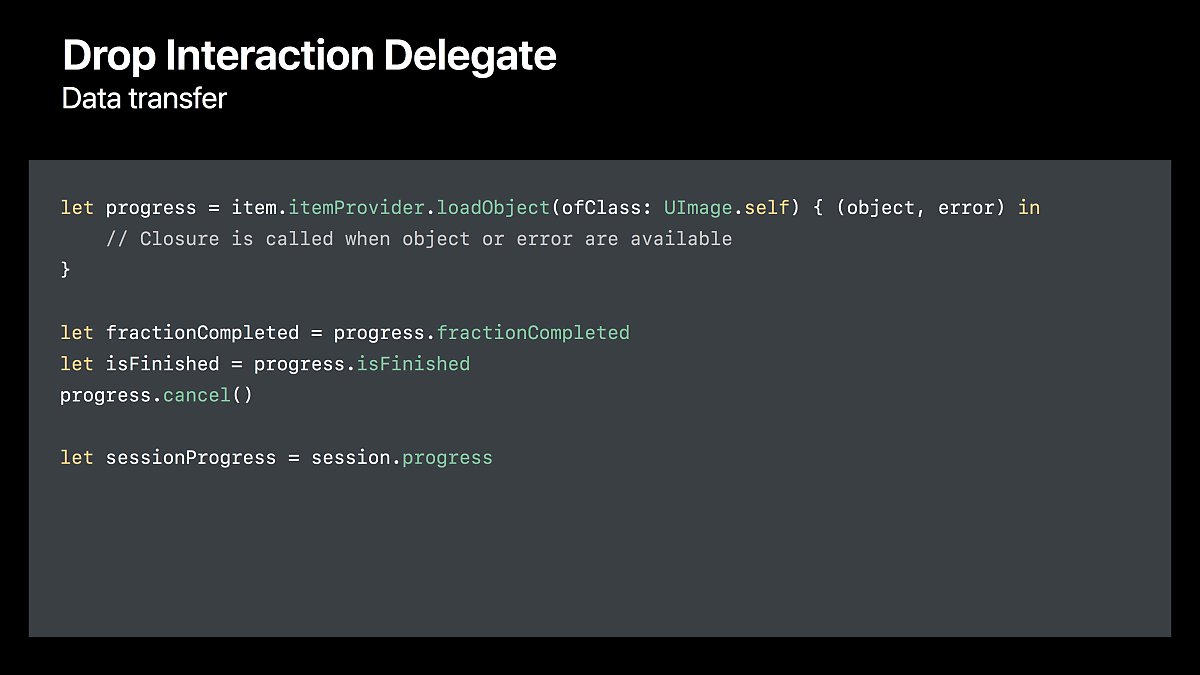 Drop Interaction Delegate
Data transfer
let progress = item.itemProvider.loadObject(ofClass: UImage.self) { (object, error) in
    // Closure is called when object or error are available
}
let fractionCompleted = progress.fractionCompleted
let isFinished = progress.isFinished
progress.cancel()
let sessionProgress = session.progress